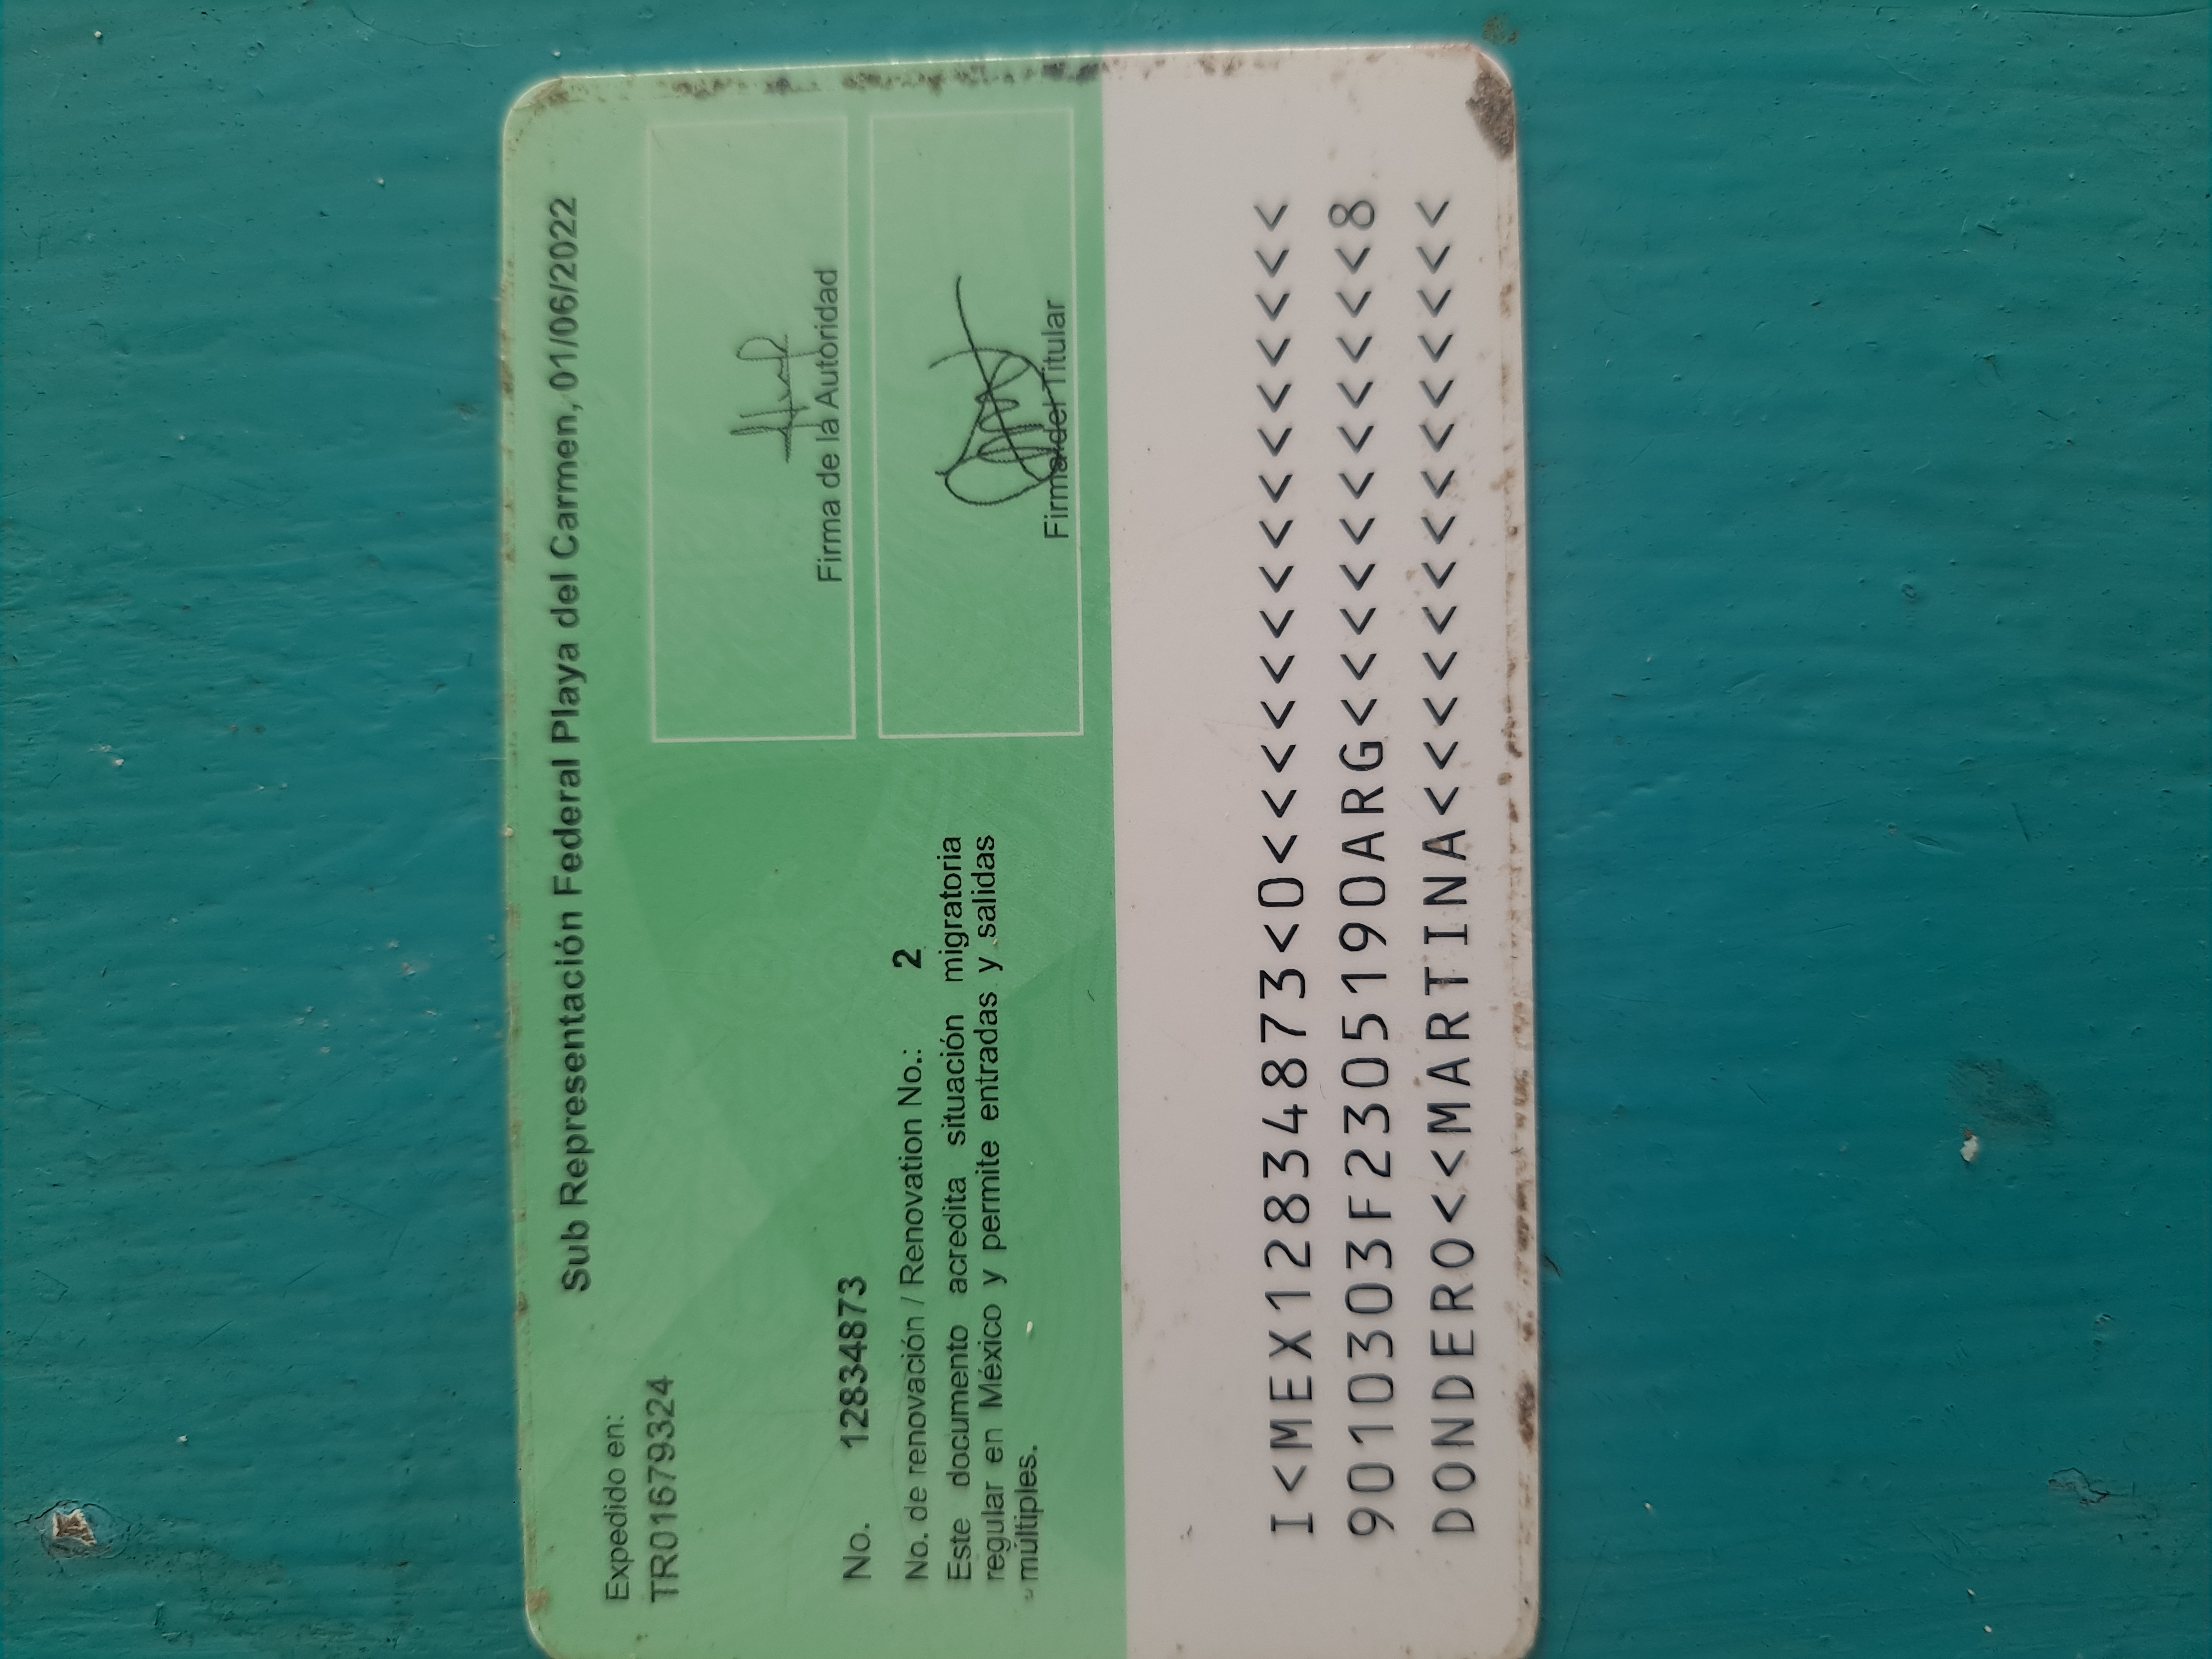 Expedido en:
Sub Representación Federal Playa del Carmen, 01/06/2022
TR01679324
No. 12834873
No. de renovación / Renovation No.: 2
Este documento acredita situación migratoria
regular en México y permite entradas y salidas
múltiples.
Firma de la Autoridad
Firma del Titular
I<MEX12834873<0<<<<<<<<<<<<<<<
9010303F2305190ARG<<<<<<<<<<<8
DONDERO<<MARTINA<<<<<<<<<<<<<<